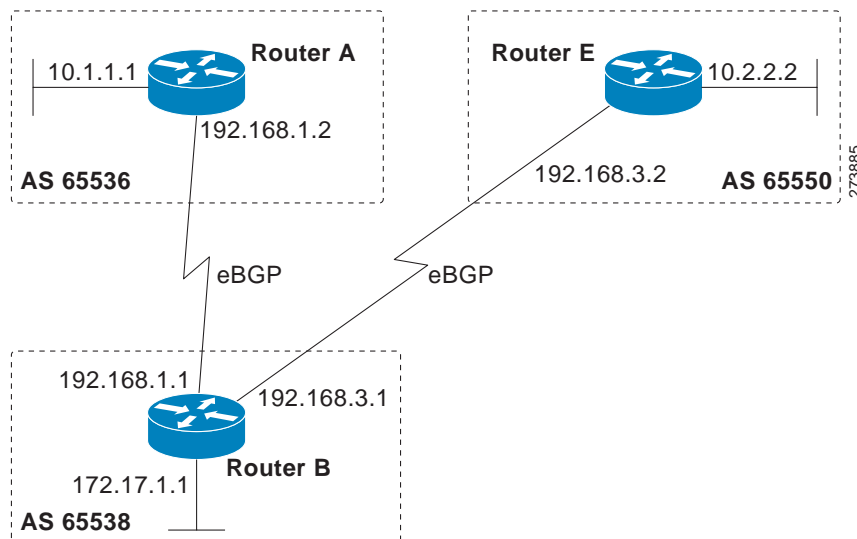 Router A
10.1.1.1
192.168.1.2
AS 65536
Router E
10.2.2.2
192.168.3.2
AS 65550
273885
eBGP
eBGP
192.168.1.1
192.168.3.1
Router B
172.17.1.1
AS 65538